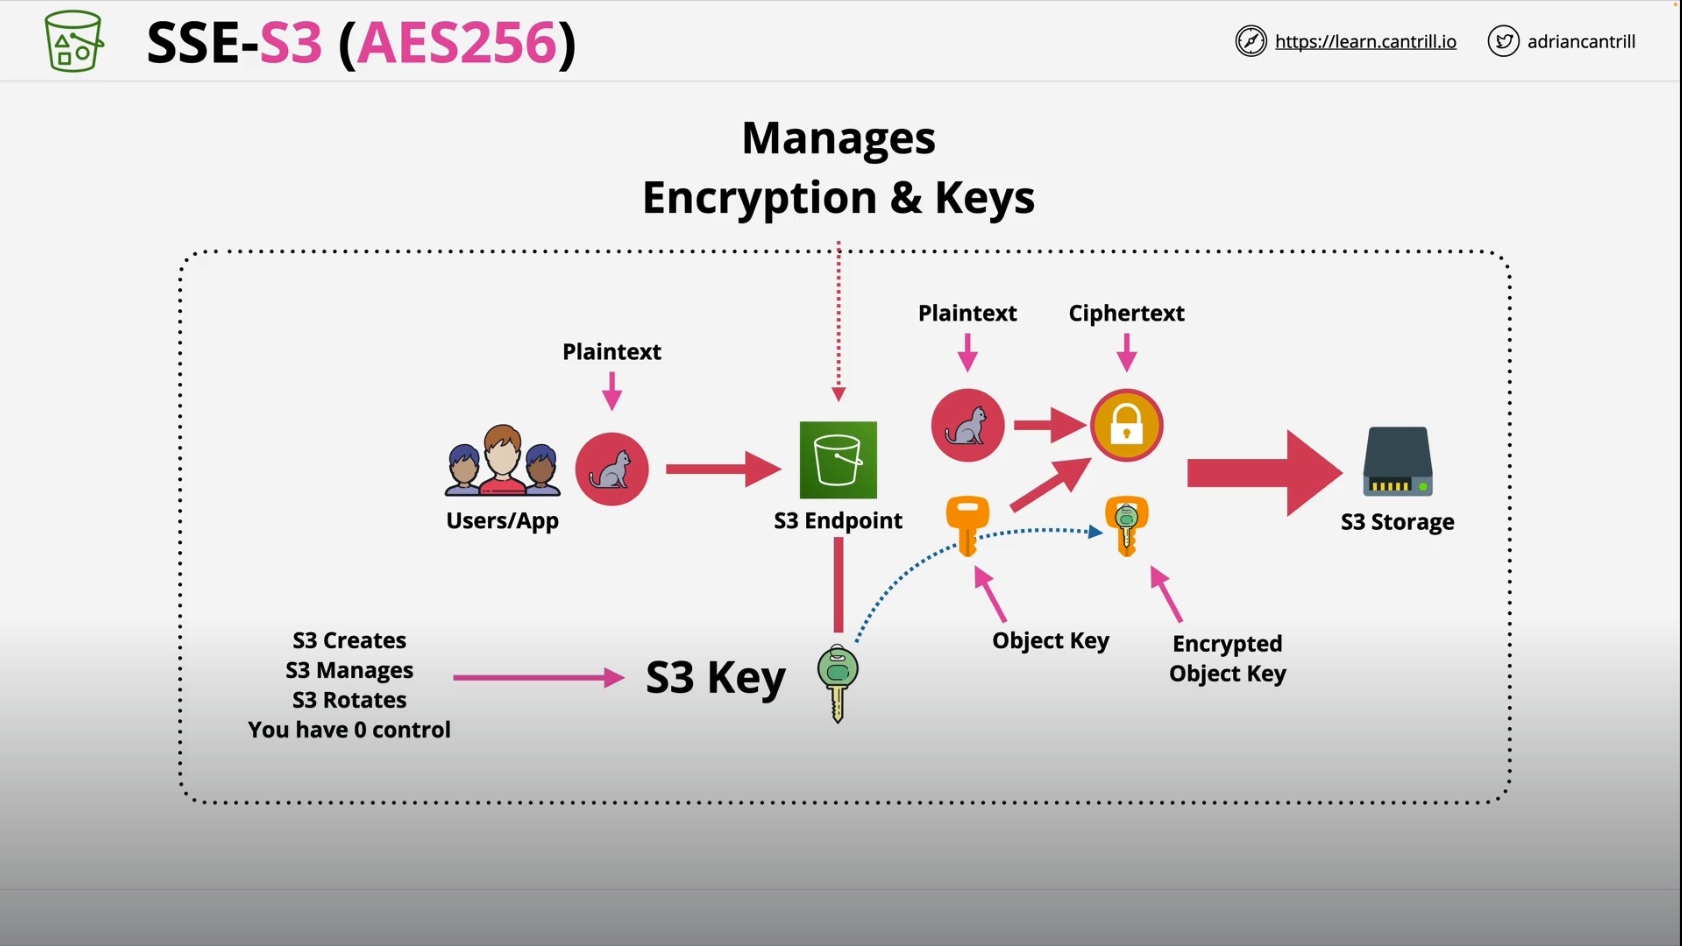 SSE-S3 (AES256)
https://learn.cantrill.io
adriancantrill
Manages
Encryption & Keys
Plaintext
Ciphertext
Plaintext
Users/App
S3 Endpoint
S3 Storage
Object Key
Encrypted
Object Key
S3 Creates
S3 Manages
S3 Rotates
You have 0 control
S3 Key